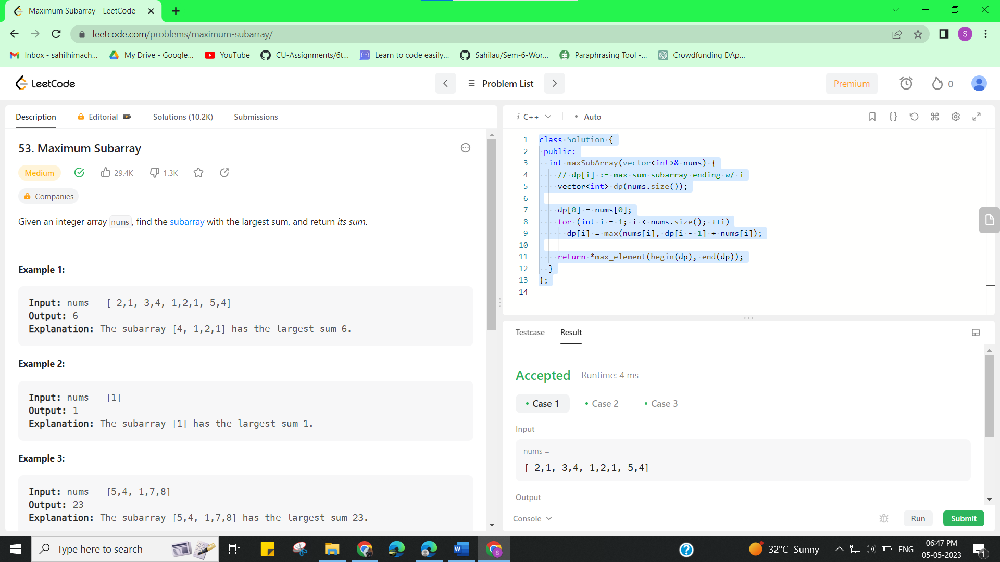 Maximum Subarray - LeetCode
leetcode.com/problems/maximum-subarray/
S
Inbox - sahilhimach...
My Drive - Google...
YouTube
CU-Assignments/6t...
Learn to code easily...
Sahilau/Sem-6-Wor...
Paraphrasing Tool -...
Crowdfunding DAp...
LeetCode
Problem List
Premium
0
Description
Editorial
Solutions (10.2K)
Submissions
53. Maximum Subarray
Medium
29.4K
1.3K
Companies
Given an integer array nums, find the subarray with the largest sum, and return its sum.
Example 1:
Input: nums = [-2,1,-3,4,-1,2,1,-5,4]
Output: 6
Explanation: The subarray [4,-1,2,1] has the largest sum 6.
Example 2:
Input: nums = [1]
Output: 1
Explanation: The subarray [1] has the largest sum 1.
Example 3:
Input: nums = [5,4,-1,7,8]
Output: 23
Explanation: The subarray [5,4,-1,7,8] has the largest sum 23.
i C++
• Auto
1 class Solution {
2 public:
3 int maxSubArray(vector<int>& nums) {
4 // dp[i] := max sum subarray ending w/ i
5 vector<int> dp(nums.size());
6
7 dp[0] = nums[0];
8 for (int i = 1; i < nums.size(); ++i)
9 dp[i] = max(nums[i], dp[i - 1] + nums[i]);
10
11 return *max_element(begin(dp), end(dp));
12 }
13 };
14
Testcase
Result
Accepted
Runtime: 4 ms
• Case 1
• Case 2
• Case 3
Input
nums =
[-2,1,-3,4,-1,2,1,-5,4]
Output
Console
Run
Submit
Type here to search
32°C Sunny
ENG
06:47 PM
05-05-2023
1